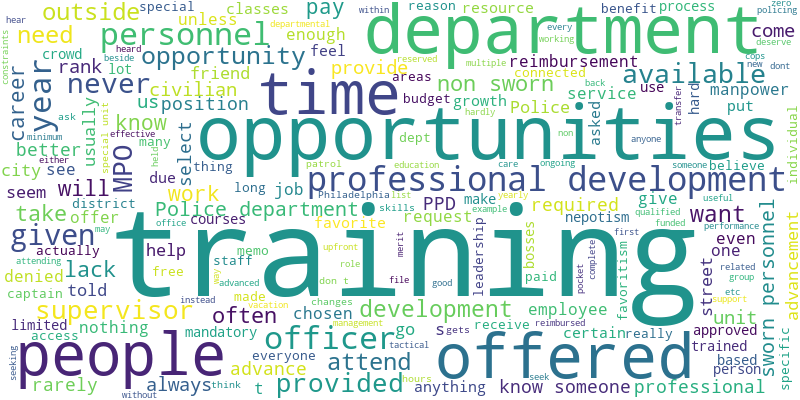 hear special classes reason resource benefit process within zero policing
outside unless pay every deserve
need personnel department come
crowd enough feel reserved working departmental
constraints beside heard opportunity provide reimbursement cops new dont
rank lot friend areas connected multiple available
career year never civilian non sworn back
us position time budget growth Police service use manpower
ask usually know opportunities asked hard transfer put
minimum effective many dept hardly
better special unit select patrol non anyone individual
city either see thing education care ongoing someone believe
seem will MPO due long job Philadelphia list professional development
held work skills make yearly give qualified funded useful
take district offer courses Police department PPD request required nepotism want
given office may training example first performance
actually help memo favorite upfront leadership bosses even one
attending staff role merit file paid favoritism related group
denied lack free advanced don t good pocket complete street sworn personnel advancement
captain told made way instead vacation changes employee etc support
supervisor often chosen development unit
limited nothing mandatory officer go s gets receive certain really approved
access management reimbursed tactical trained
people everyone attend offered based person
seeking rarely always advance think hours seek
without t provided anything know someone professional specific